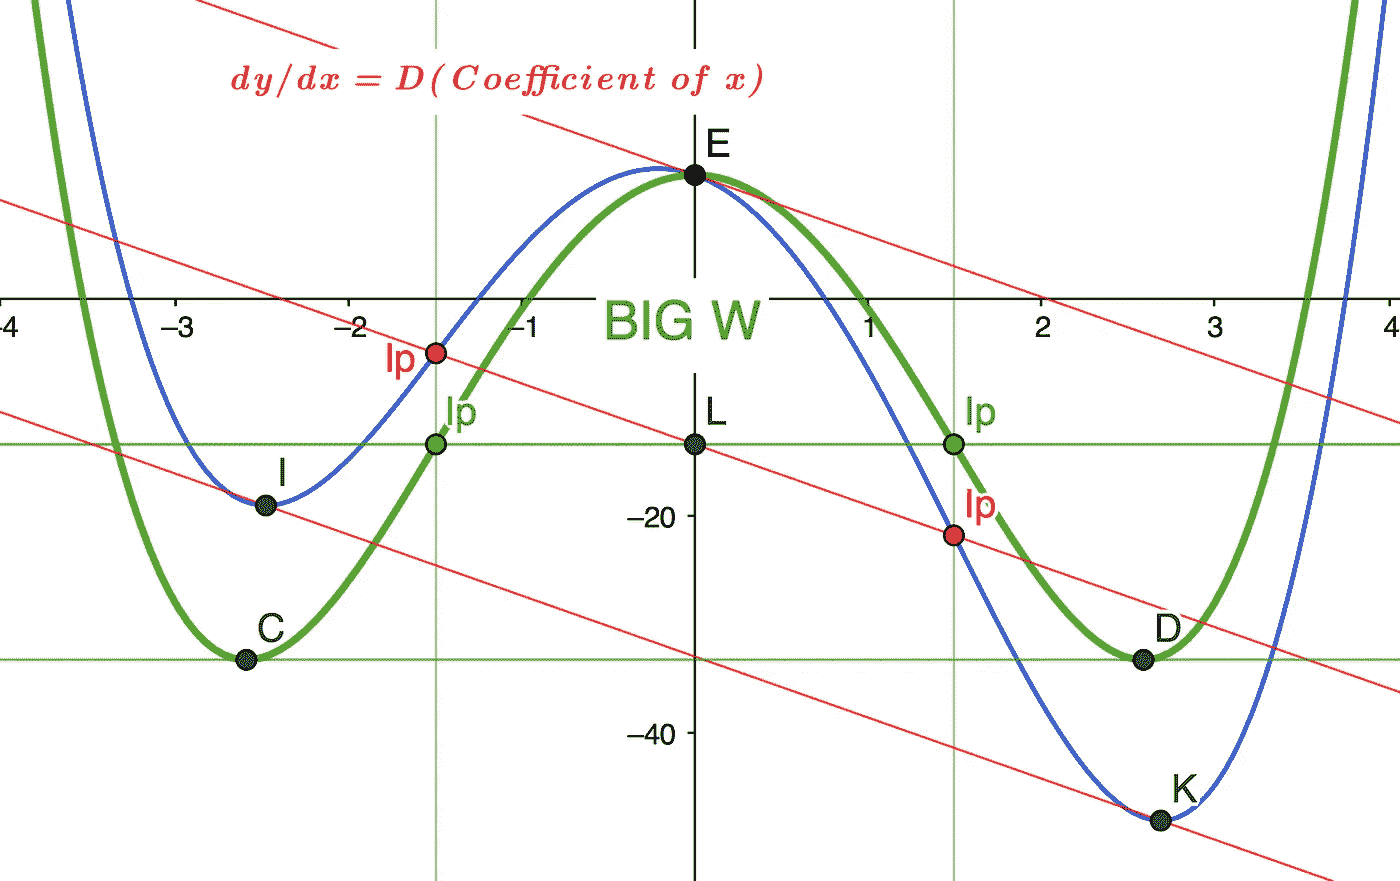 dy/dx = D(Coefficient of x)
E
-4 -3 -2 -1 1 2 3 4
BIG W
Ip
Ip
L
Ip
I
Ip
-20
C
D
-40
K